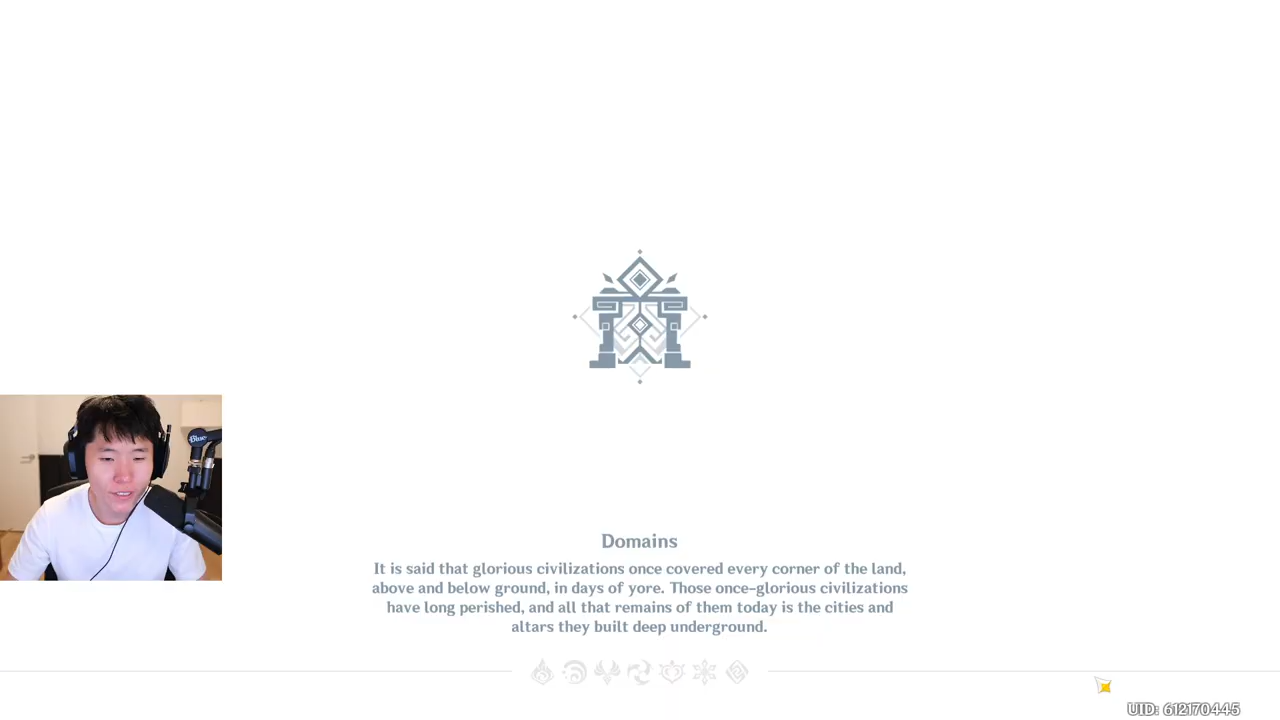 Blue
Domains
It is said that glorious civilizations once covered every corner of the land,
above and below ground, in days of yore. Those once-glorious civilizations
have long perished, and all that remains of them today is the cities and
altars they built deep underground.
UID: 612170445